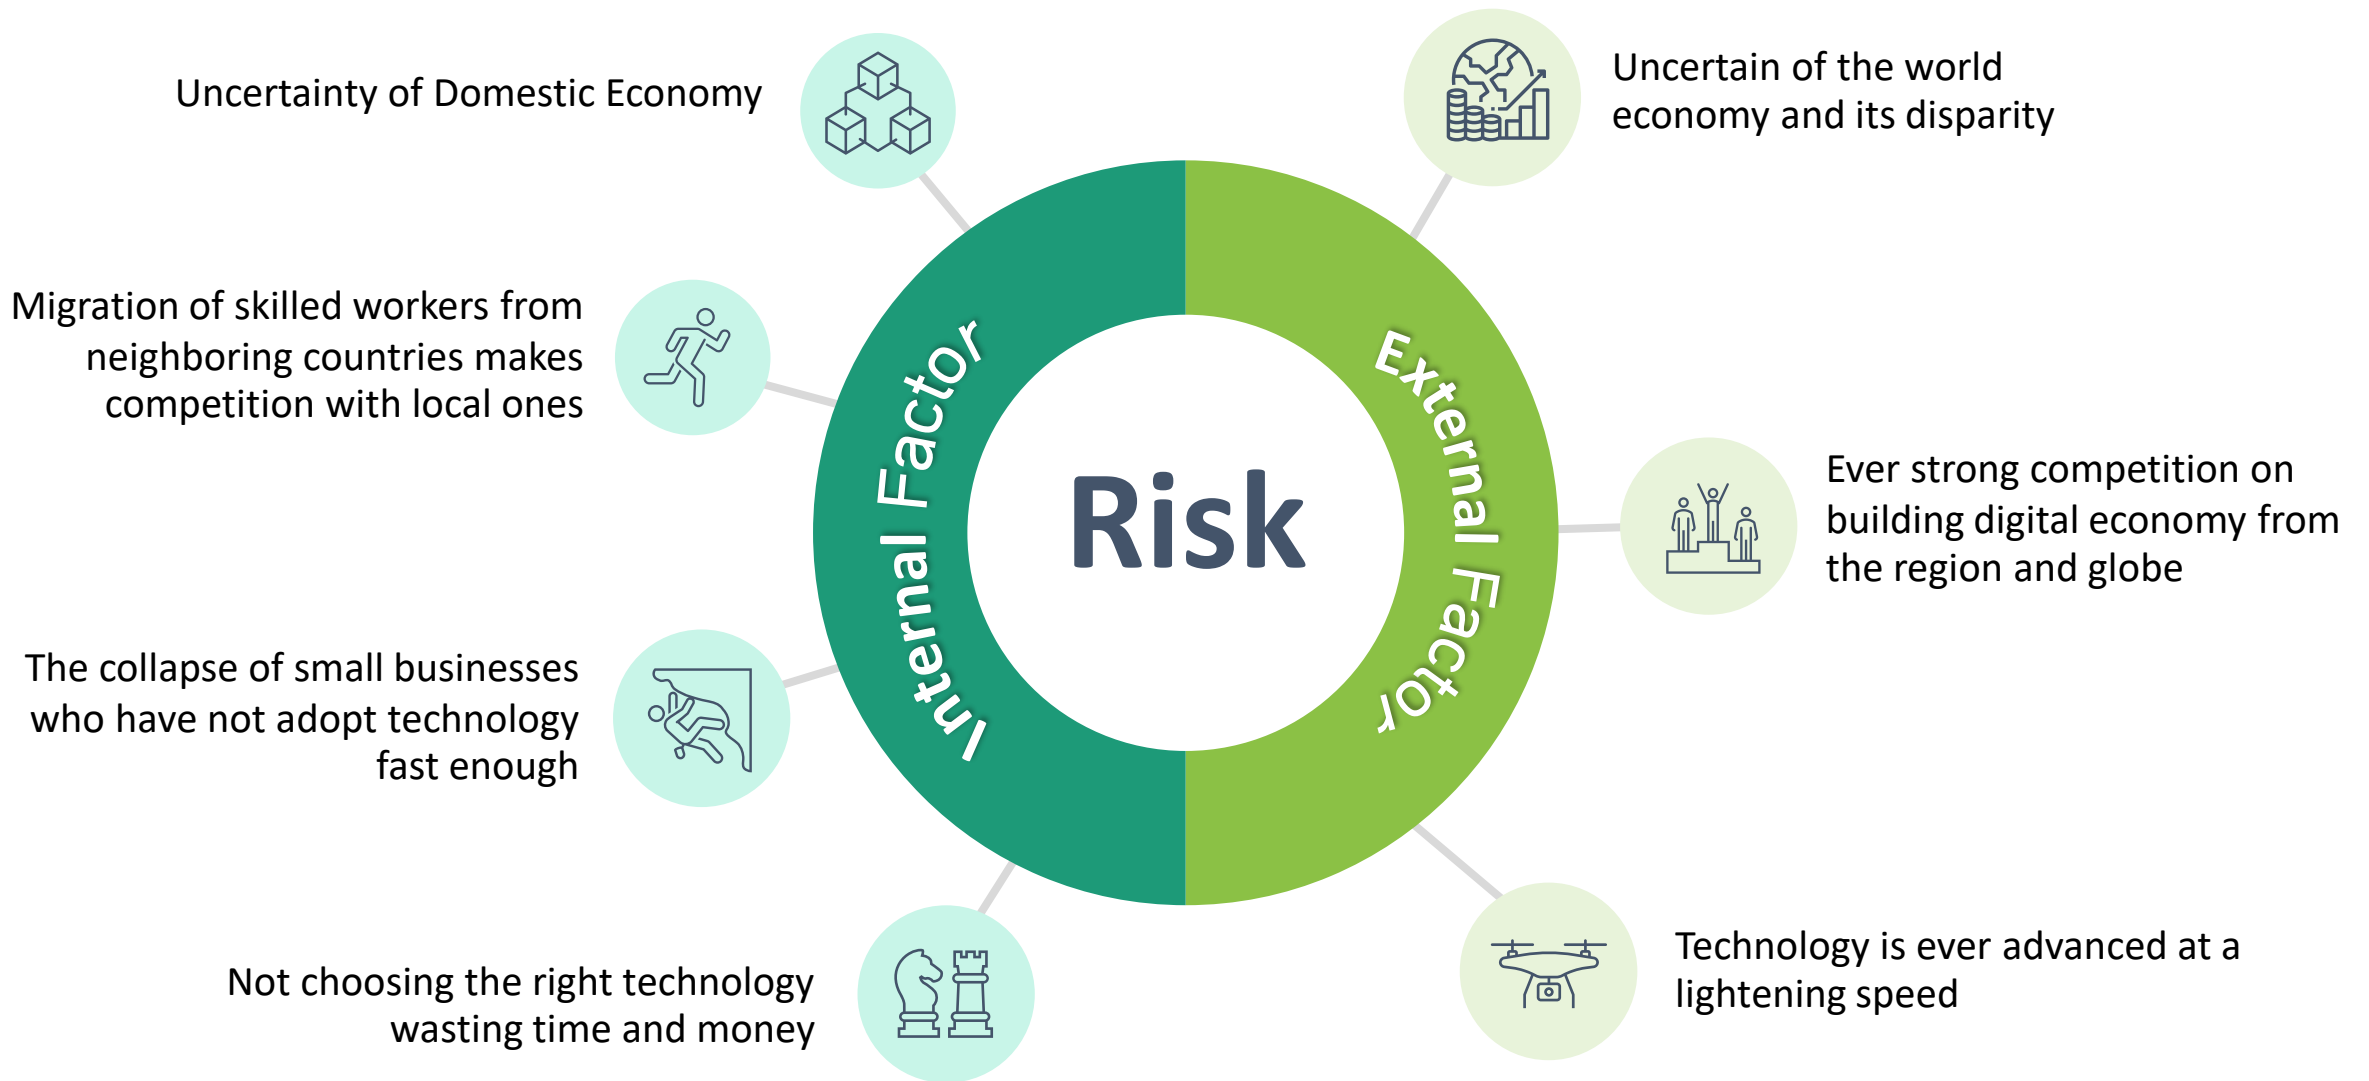 Uncertainty of Domestic Economy
Migration of skilled workers from
neighboring countries makes
competition with local ones
The collapse of small businesses
who have not adopt technology
fast enough
Not choosing the right technology
wasting time and money
Internal Factor
Risk
External Factor
Uncertain of the world
economy and its disparity
Ever strong competition on
building digital economy from
the region and globe
Technology is ever advanced at a
lightening speed